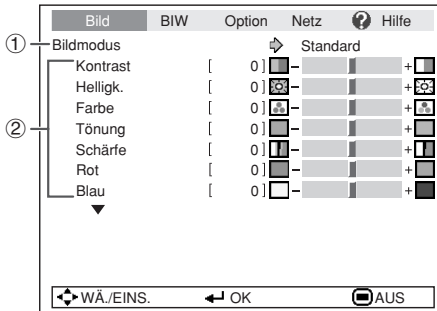 Bild BIW Option Netz ? Hilfe
① Bildmodus Standard
Kontrast [ 0 ] - +
Helligk. [ 0 ] - +
② Farbe [ 0 ] - +
Tönung [ 0 ] - +
Schärfe [ 0 ] - +
Rot [ 0 ] - +
Blau [ 0 ] - +
WÄ./EINS. OK AUS